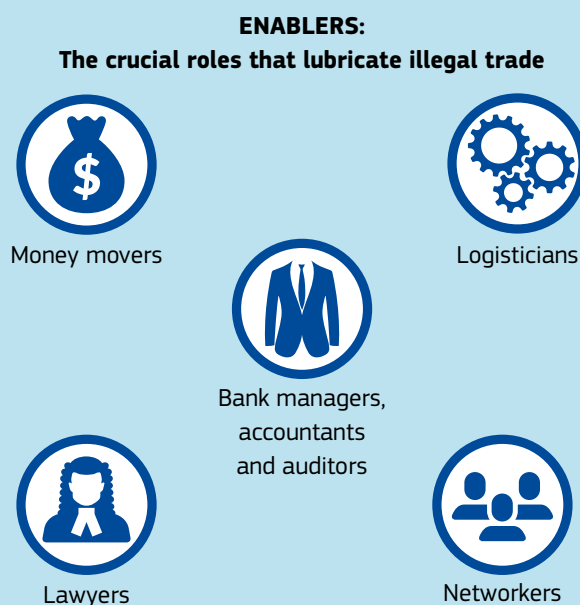 ENABLERS:
The crucial roles that lubricate illegal trade
$
Money movers
Logisticians
Bank managers,
accountants
and auditors
Lawyers
Networkers